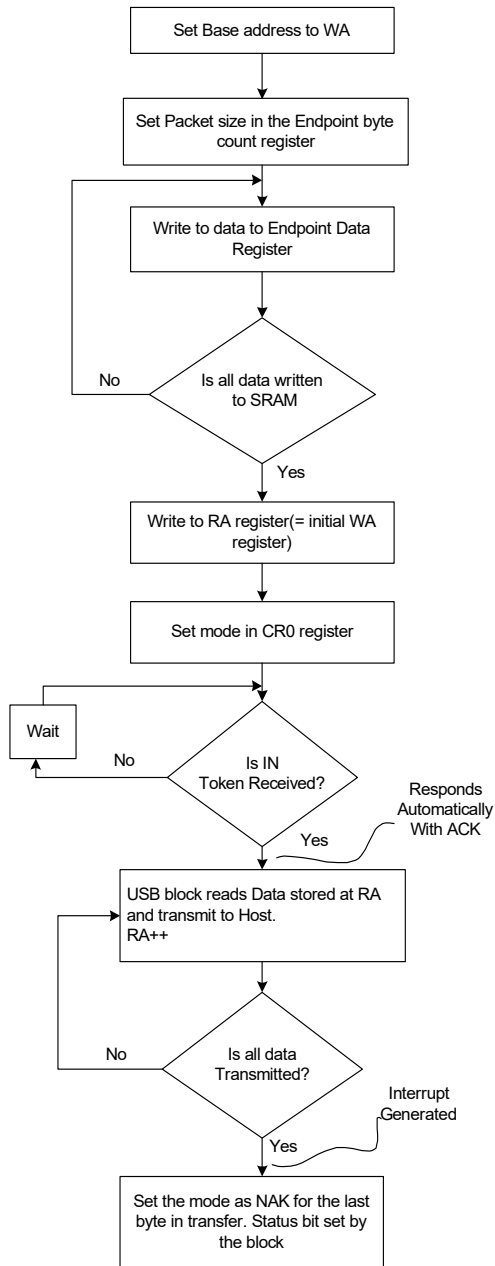 Set Base address to WA
Set Packet size in the Endpoint byte
count register
Write to data to Endpoint Data
Register
No
Is all data written
to SRAM
Yes
Write to RA register(= initial WA
register)
Set mode in CR0 register
Wait
No
Is IN
Token Received?
Responds
Automatically
With ACK
Yes
USB block reads Data stored at RA
and transmit to Host.
RA++
No
Is all data
Transmitted?
Interrupt
Generated
Yes
Set the mode as NAK for the last
byte in transfer. Status bit set by
the block